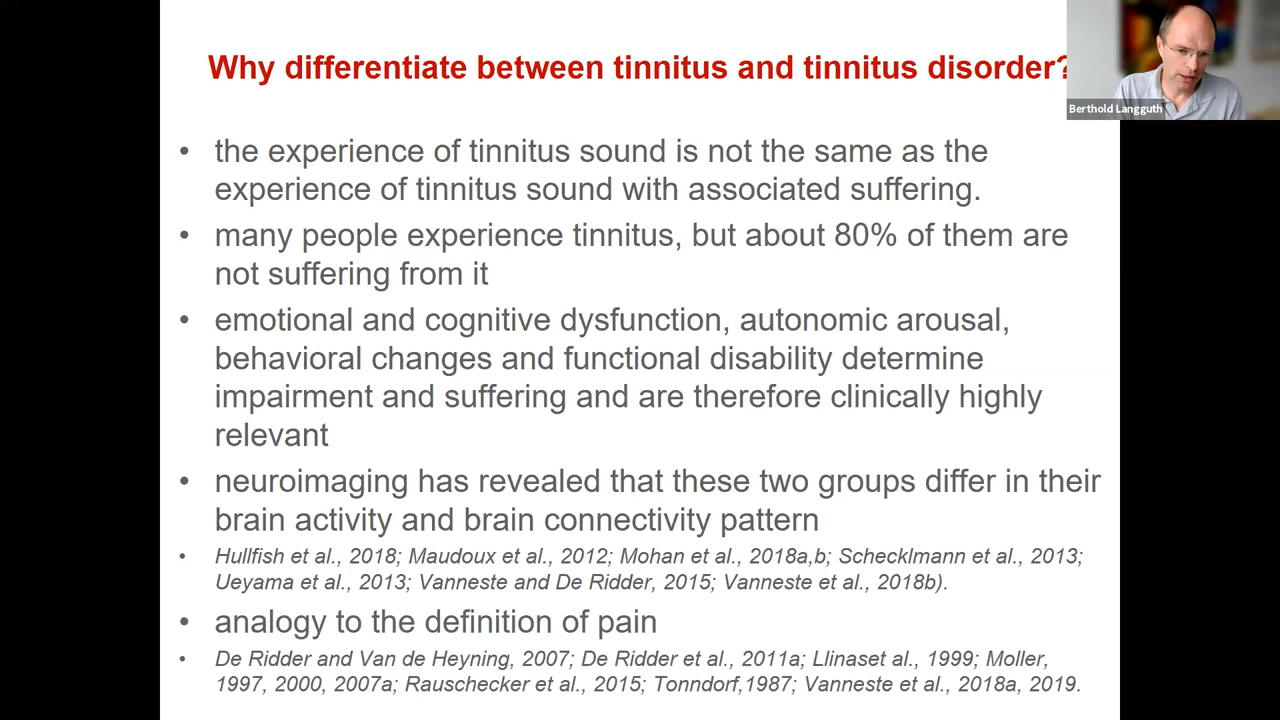 Why differentiate between tinnitus and tinnitus disorder?
Berthold Langguth
• the experience of tinnitus sound is not the same as the
experience of tinnitus sound with associated suffering.
• many people experience tinnitus, but about 80% of them are
not suffering from it
• emotional and cognitive dysfunction, autonomic arousal,
behavioral changes and functional disability determine
impairment and suffering and are therefore clinically highly
relevant
• neuroimaging has revealed that these two groups differ in their
brain activity and brain connectivity pattern
• Hullfish et al., 2018; Maudoux et al., 2012; Mohan et al., 2018a,b; Schecklmann et al., 2013;
Ueyama et al., 2013; Vanneste and De Ridder, 2015; Vanneste et al., 2018b).
• analogy to the definition of pain
• De Ridder and Van de Heyning, 2007; De Ridder et al., 2011a; Llinaset al., 1999; Moller,
1997, 2000, 2007a; Rauschecker et al., 2015; Tonndorf,1987; Vanneste et al., 2018a, 2019.